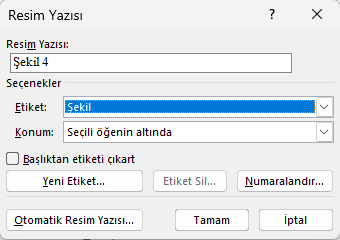 Resim Yazısı
Resim Yazısı:
Şekil 4
Seçenekler
Etiket: Şekil
Konum: Seçili öğenin altında
Başlıktan etiketi çıkart
Yeni Etiket... Etiket Sil... Numaralandır...
Otomatik Resim Yazısı... Tamam İptal